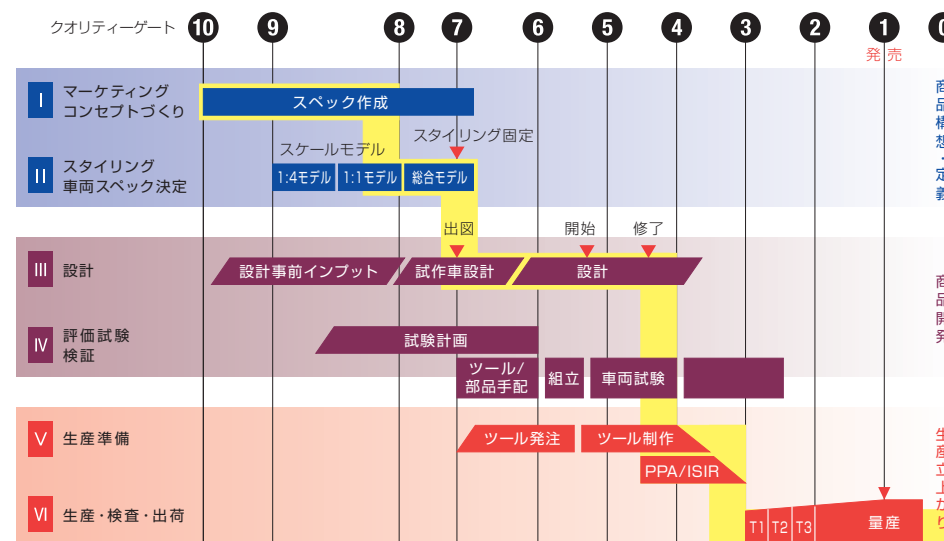 クオリティーゲート 10 9 8 7 6 5 4 3 2 1 0
発売
I マーケティング
コンセプトづくり
スペック作成
スケールモデル
スタイリング固定
II スタイリング
車両スペック決定
1:4モデル 1:1モデル 総合モデル
商品構想・定義
出図 開始 修了
III 設計
設計事前インプット 試作車設計 設計
IV 評価試験
検証
試験計画
ツール/
部品手配
組立 車両試験
商品開発
V 生産準備
ツール発注 ツール制作
PPA/ISIR
VI 生産・検査・出荷
T1 T2 T3 量産
生産立上がり